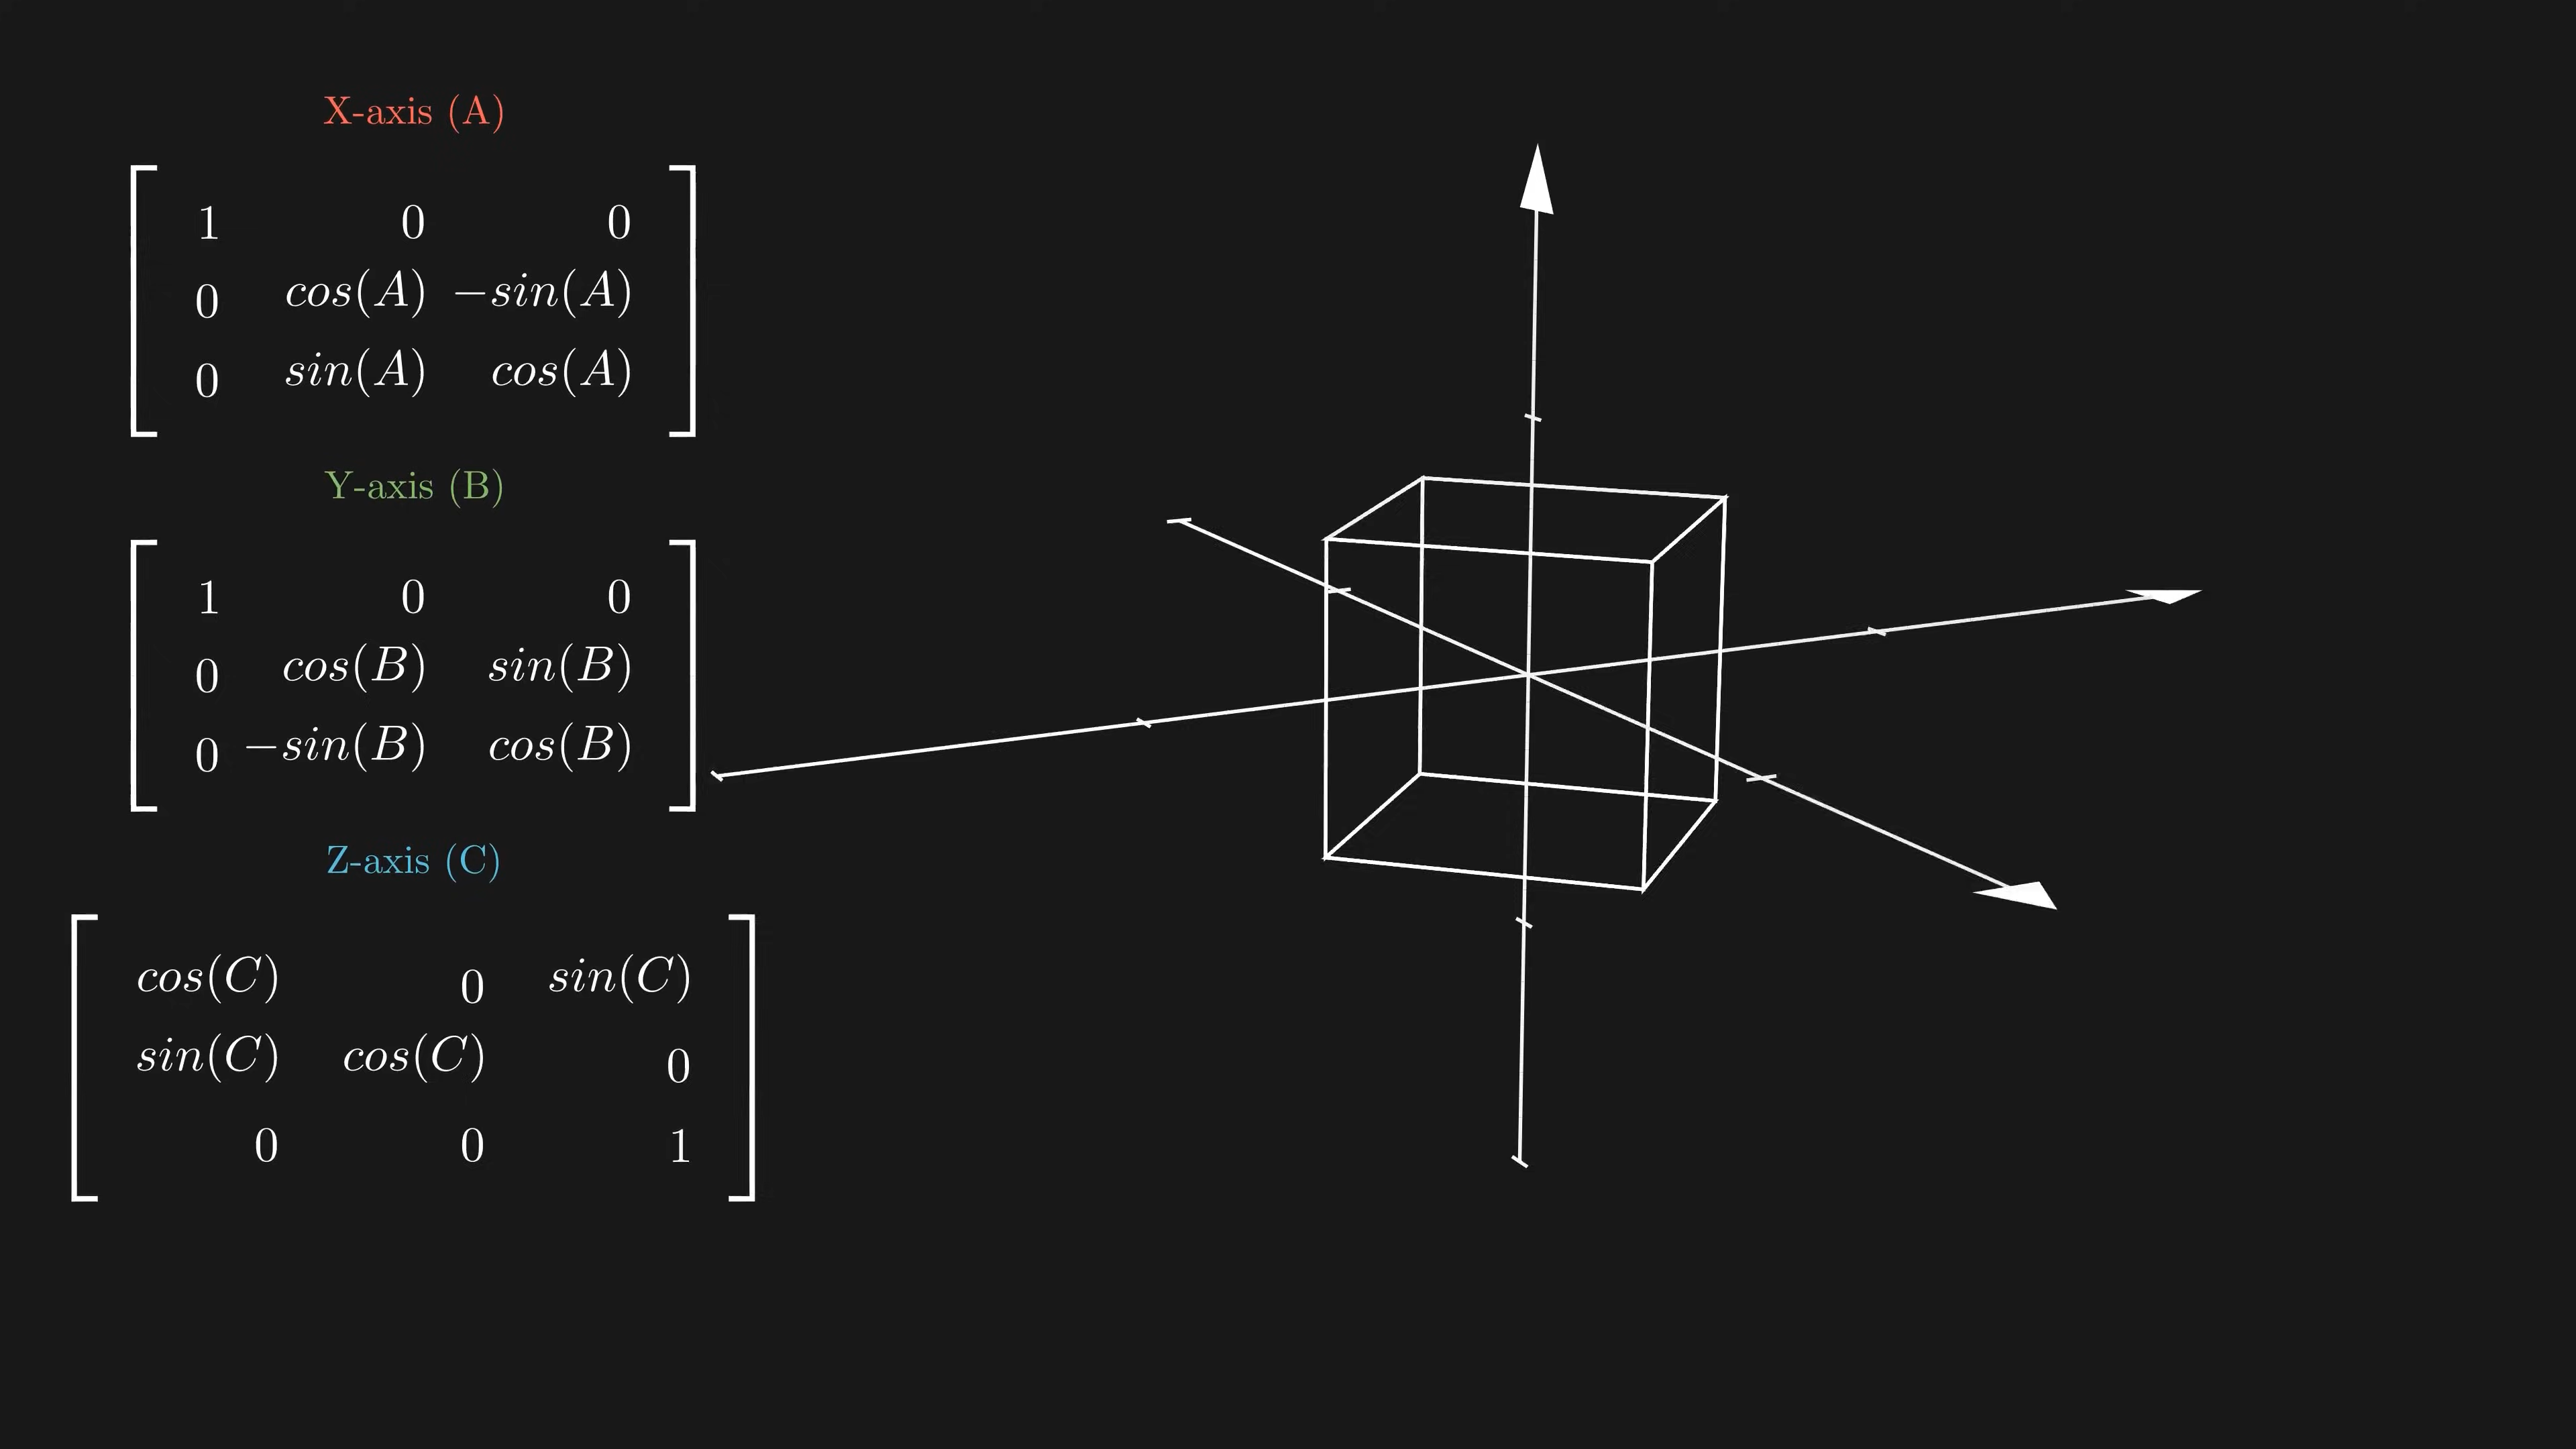 X-axis (A)
1 0 0
0 cos(A) −sin(A)
0 sin(A) cos(A)
Y-axis (B)
1 0 0
0 cos(B) sin(B)
0 −sin(B) cos(B)
Z-axis (C)
cos(C) 0 sin(C)
sin(C) cos(C) 0
0 0 1